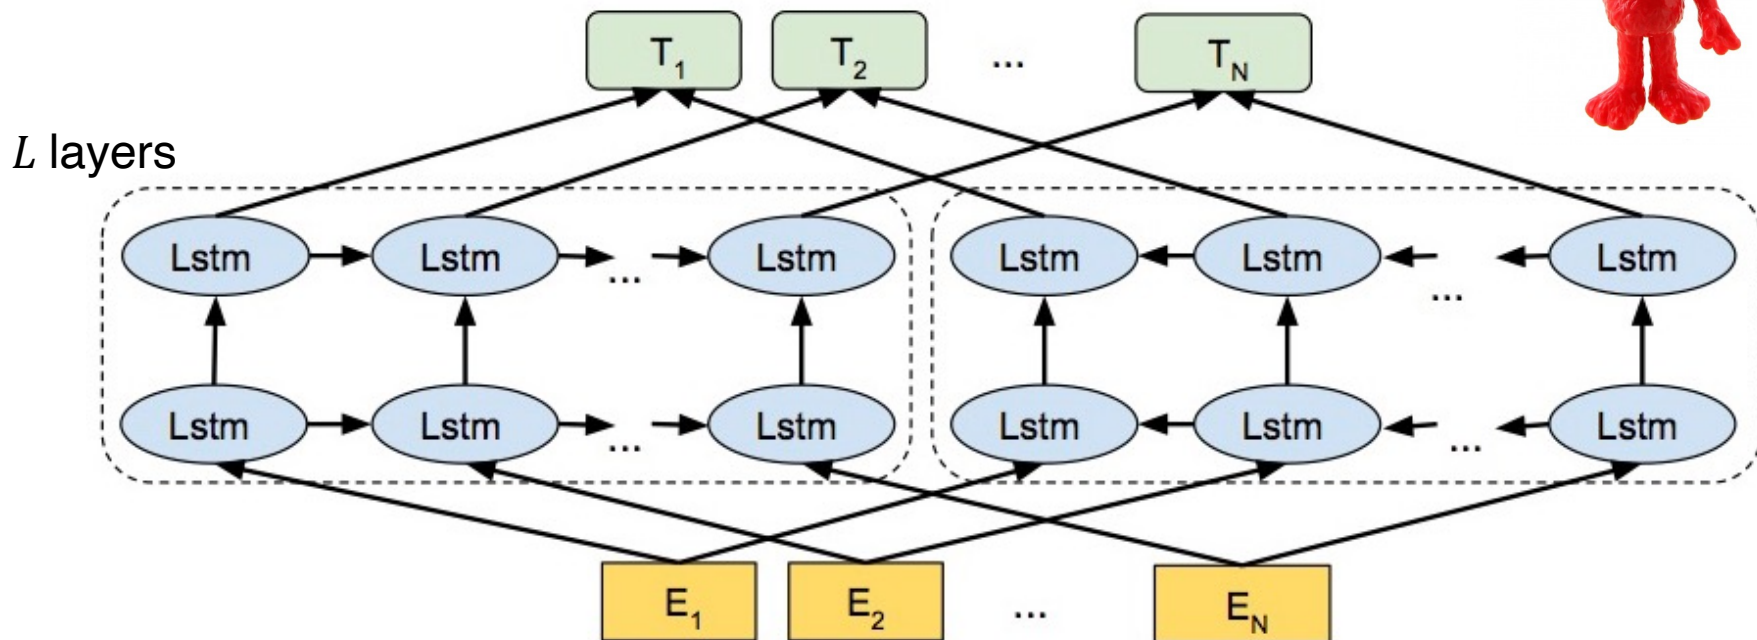 T1 T2 ... TN
L layers
Lstm Lstm ... Lstm Lstm Lstm ... Lstm
Lstm Lstm ... Lstm Lstm Lstm ... Lstm
E1 E2 ... EN